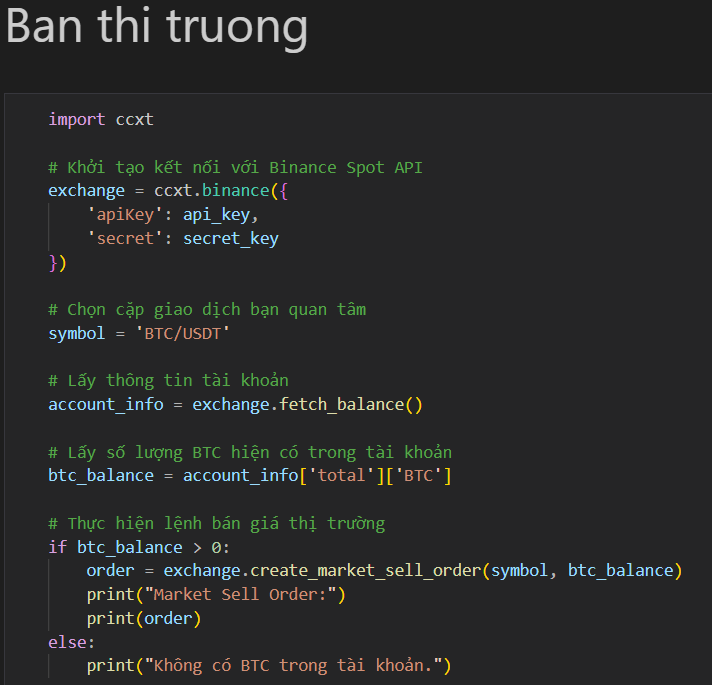 Ban thi truong
import ccxt
# Khởi tạo kết nối với Binance Spot API
exchange = ccxt.binance({
    'apiKey': api_key,
    'secret': secret_key
})
# Chọn cặp giao dịch bạn quan tâm
symbol = 'BTC/USDT'
# Lấy thông tin tài khoản
account_info = exchange.fetch_balance()
# Lấy số lượng BTC hiện có trong tài khoản
btc_balance = account_info['total']['BTC']
# Thực hiện lệnh bán giá thị trường
if btc_balance > 0:
    order = exchange.create_market_sell_order(symbol, btc_balance)
    print("Market Sell Order:")
    print(order)
else:
    print("Không có BTC trong tài khoản.")